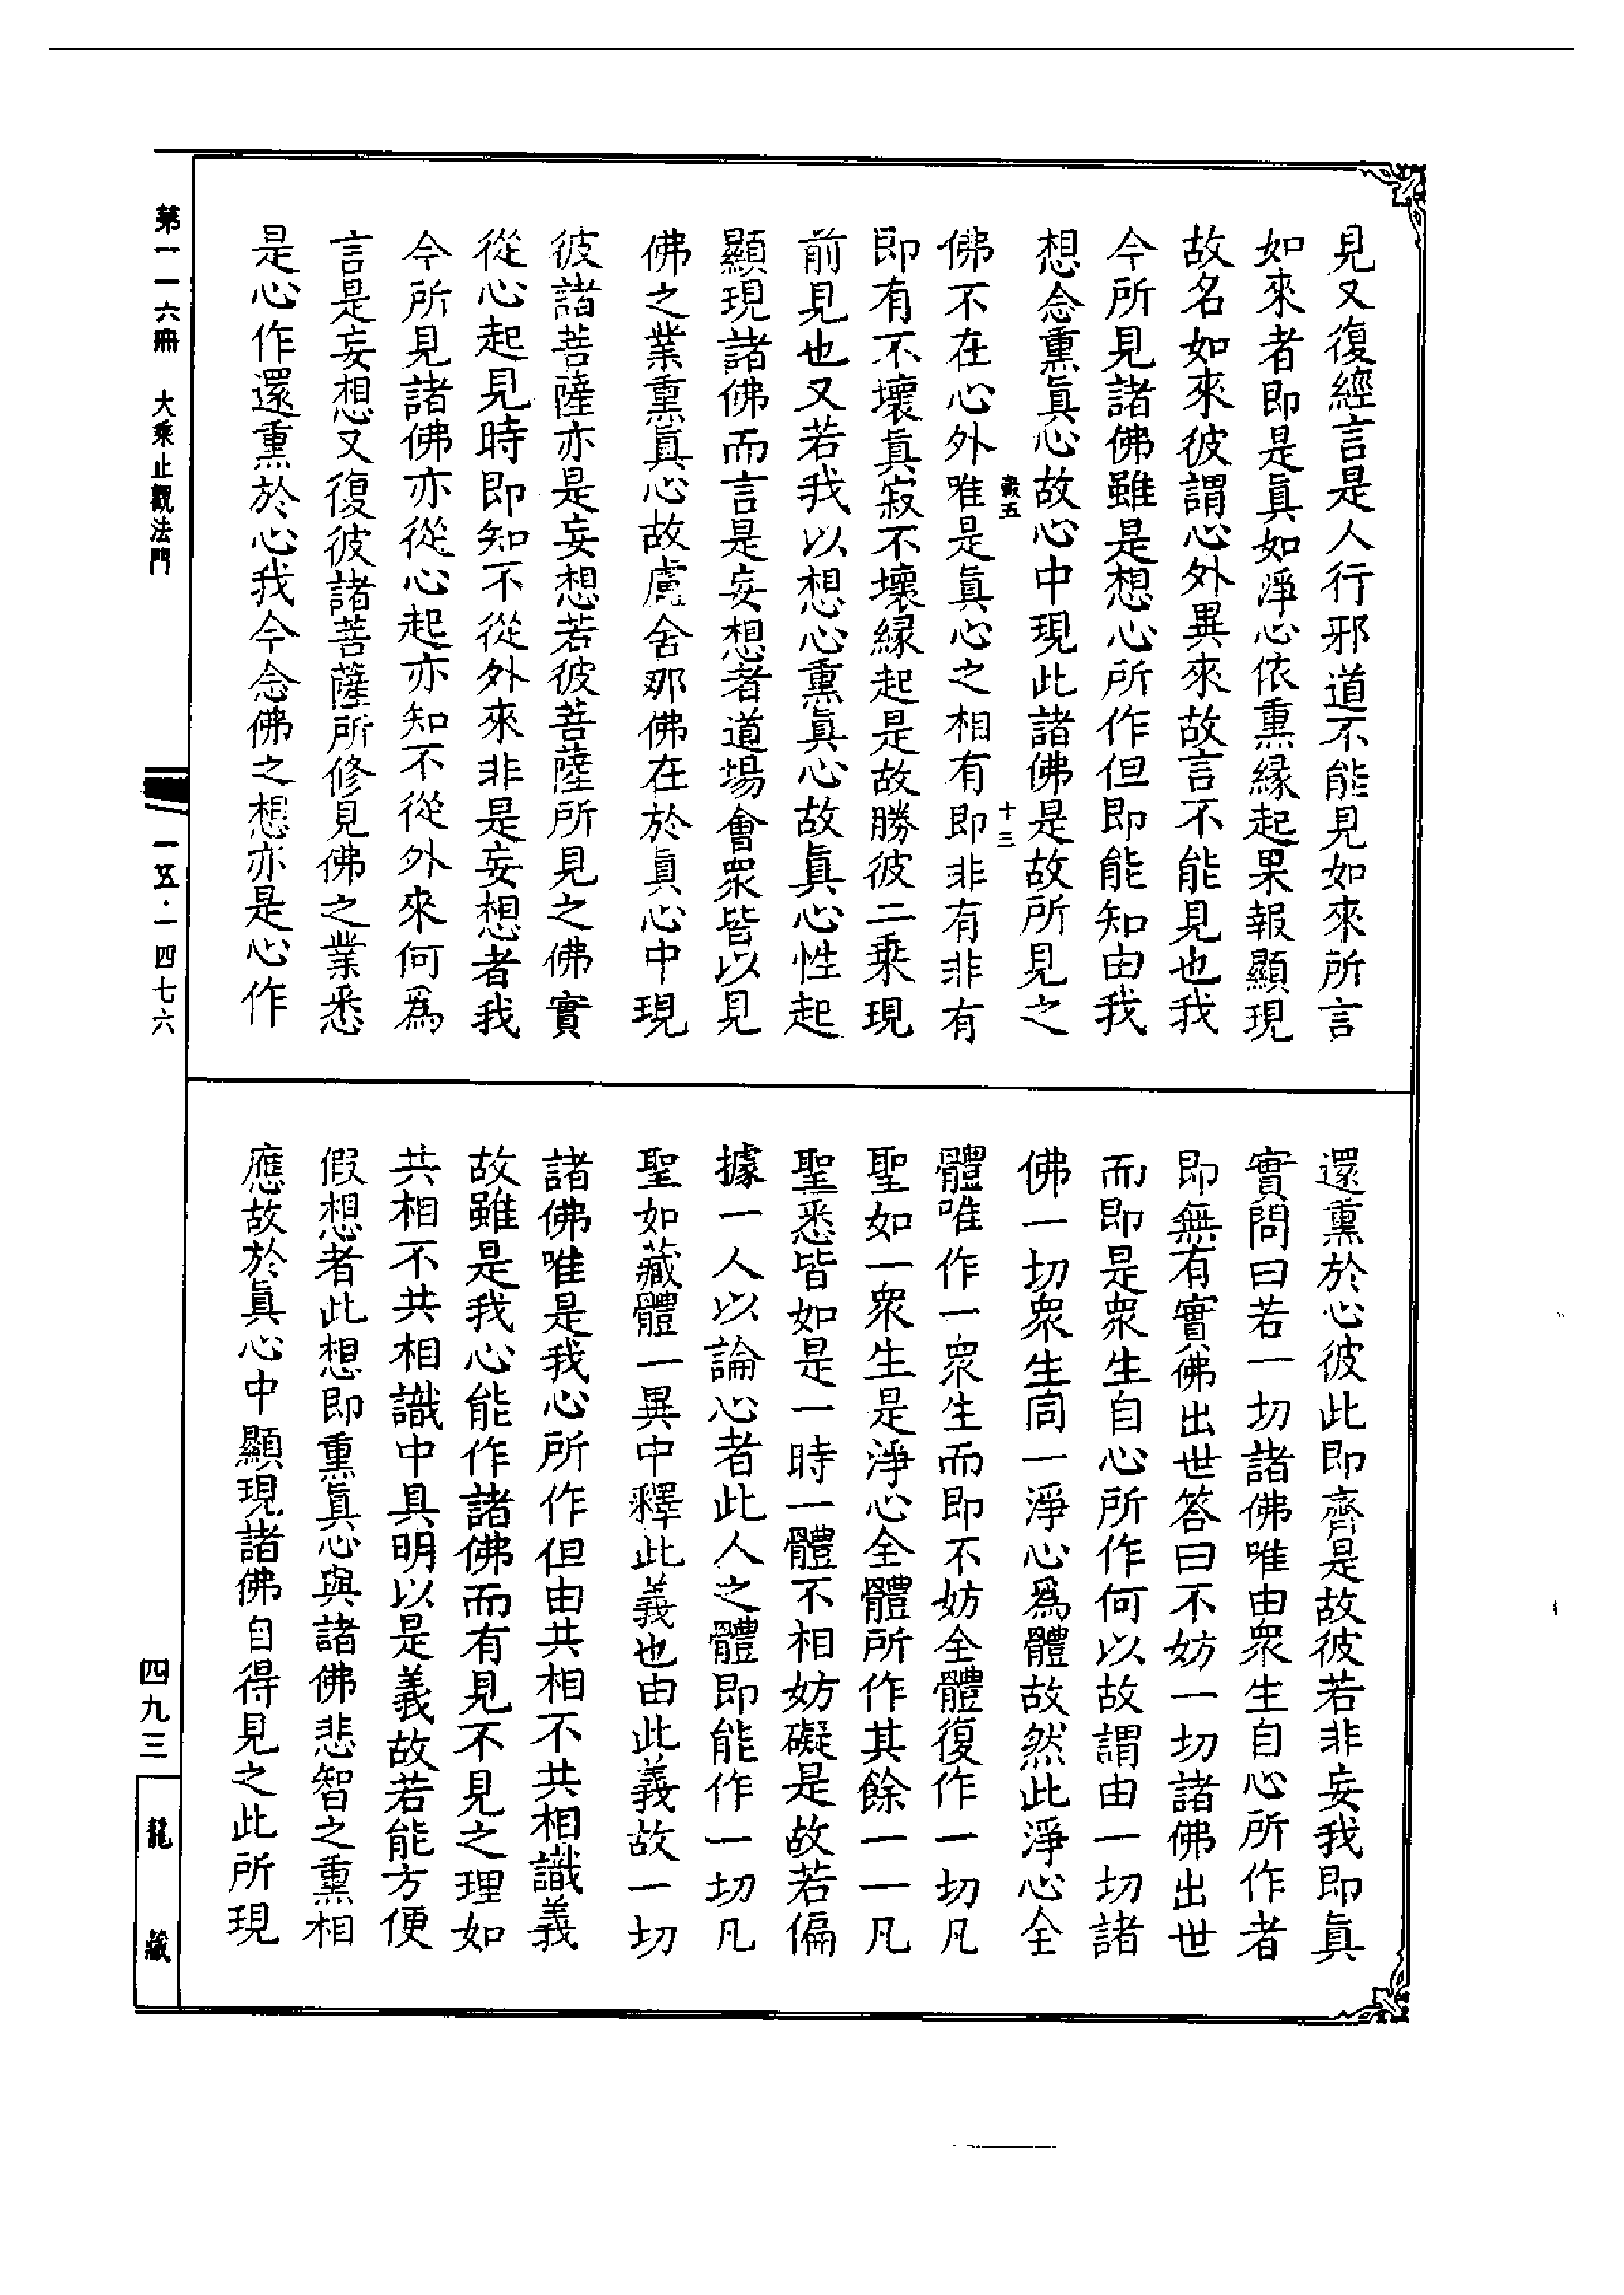 見又復經言是人行邪道不能見如來所言
如來者即是眞如淨心依熏緣起果報顯現
故名如來彼謂心外異來故言不能見也我
今所見諸佛雖是想心所作但即能知由我
想念熏眞心故心中現此諸佛是故所見之
佛不在心外唯是眞心之相有即非有非有
即有不壞眞寂不壞緣起是故勝彼二乘現
前見也又若我以想心熏眞心故眞心性起
顯現諸佛而言是妄想者道場會眾皆以見
佛之業熏眞心故盧舍那佛在於眞心中現
彼諸菩薩亦是妄想若彼菩薩所見之佛實
從心起見時即知不從外來非是妄想者我
今所見諸佛亦從心起亦知不從外來何爲
言是妄想又復彼諸菩薩所修見佛之業悉
是心作還熏於心我今念佛之想亦是心作
還熏於心彼此即齊是故彼若非妄我即眞
實問曰若一切諸佛唯由眾生自心所作者
即無有實佛出世答曰不妨一切諸佛出世
而即是眾生自心所作何以故謂由一切諸
佛一切眾生同一淨心爲體故然此淨心全
體唯作一眾生而即不妨全體復作一切凡
聖如一眾生是淨心全體所作其餘一一凡
聖悉皆如是一時一體不相妨礙是故若偏
據一人以論心者此人之體即能作一切凡
聖如藏體一異中釋此義也由此義故一切
諸佛唯是我心所作但由共相不共相識義
故雖是我心能作諸佛而有見不見之理如
共相不共相識中具明以是義故若能方便
假想者此想即熏眞心與諸佛悲智之熏相
應故於眞心中顯現諸佛自得見之此所現
十三
第一一六冊 大乘止觀法門
一五·一四七六
四九三
龍藏